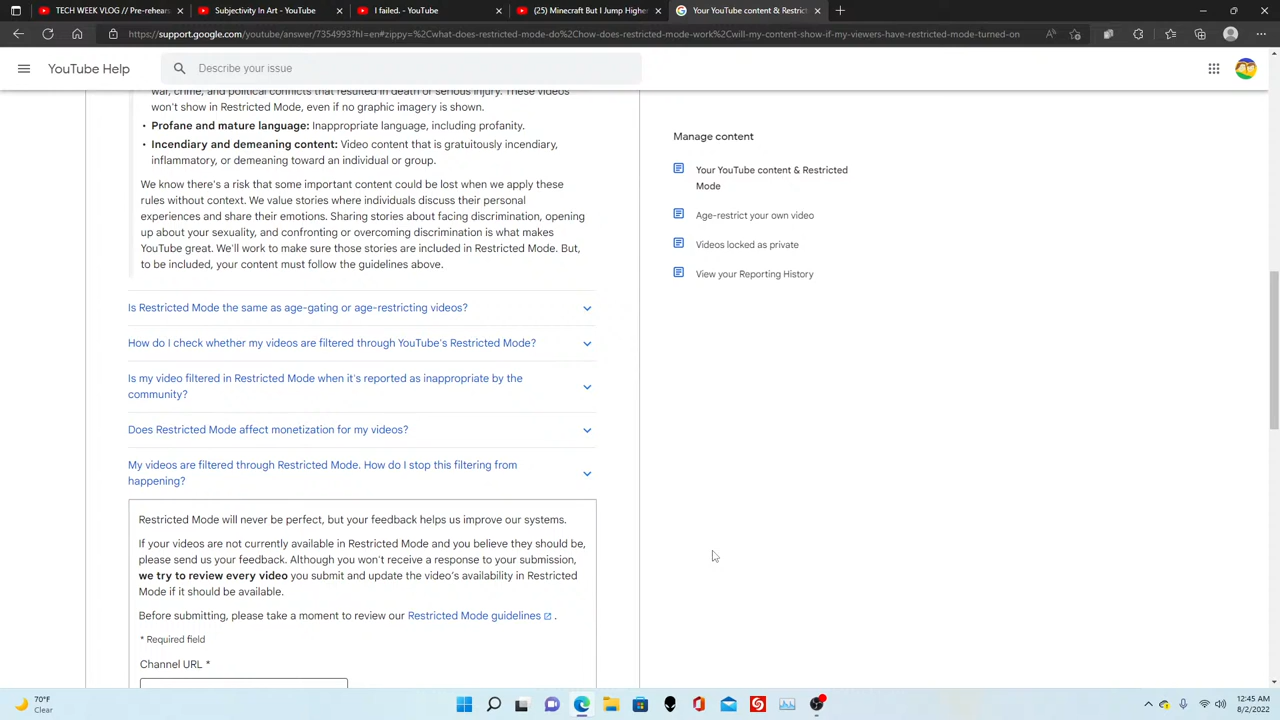 TECH WEEK VLOG // Pre-rehears
Subjectivity In Art - YouTube
I failed. - YouTube
(25) Minecraft But I Jump Higher
Your YouTube content & Restrict
https://support.google.com/youtube/answer/7354993?hl=en#zippy=%2Cwhat-does-restricted-mode-do%2Chow-does-restricted-mode-work%2Cwill-my-content-show-if-my-viewers-have-restricted-mode-turned-on
YouTube Help
Describe your issue
war, crime, and political conflicts that resulted in death or serious injury. These videos
won't show in Restricted Mode, even if no graphic imagery is shown.
• Profane and mature language: Inappropriate language, including profanity.
• Incendiary and demeaning content: Video content that is gratuitously incendiary,
inflammatory, or demeaning toward an individual or group.
We know there's a risk that some important content could be lost when we apply these
rules without context. We value stories where individuals discuss their personal
experiences and share their emotions. Sharing stories about facing discrimination, opening
up about your sexuality, and confronting or overcoming discrimination is what makes
YouTube great. We'll work to make sure those stories are included in Restricted Mode. But,
to be included, your content must follow the guidelines above.
Is Restricted Mode the same as age-gating or age-restricting videos?
How do I check whether my videos are filtered through YouTube's Restricted Mode?
Is my video filtered in Restricted Mode when it's reported as inappropriate by the
community?
Does Restricted Mode affect monetization for my videos?
My videos are filtered through Restricted Mode. How do I stop this filtering from
happening?
Restricted Mode will never be perfect, but your feedback helps us improve our systems.
If your videos are not currently available in Restricted Mode and you believe they should be,
please send us your feedback. Although you won't receive a response to your submission,
we try to review every video you submit and update the video's availability in Restricted
Mode if it should be available.
Before submitting, please take a moment to review our Restricted Mode guidelines .
* Required field
Channel URL *
Manage content
Your YouTube content & Restricted
Mode
Age-restrict your own video
Videos locked as private
View your Reporting History
70°F
Clear
12:45 AM
8/2/2022